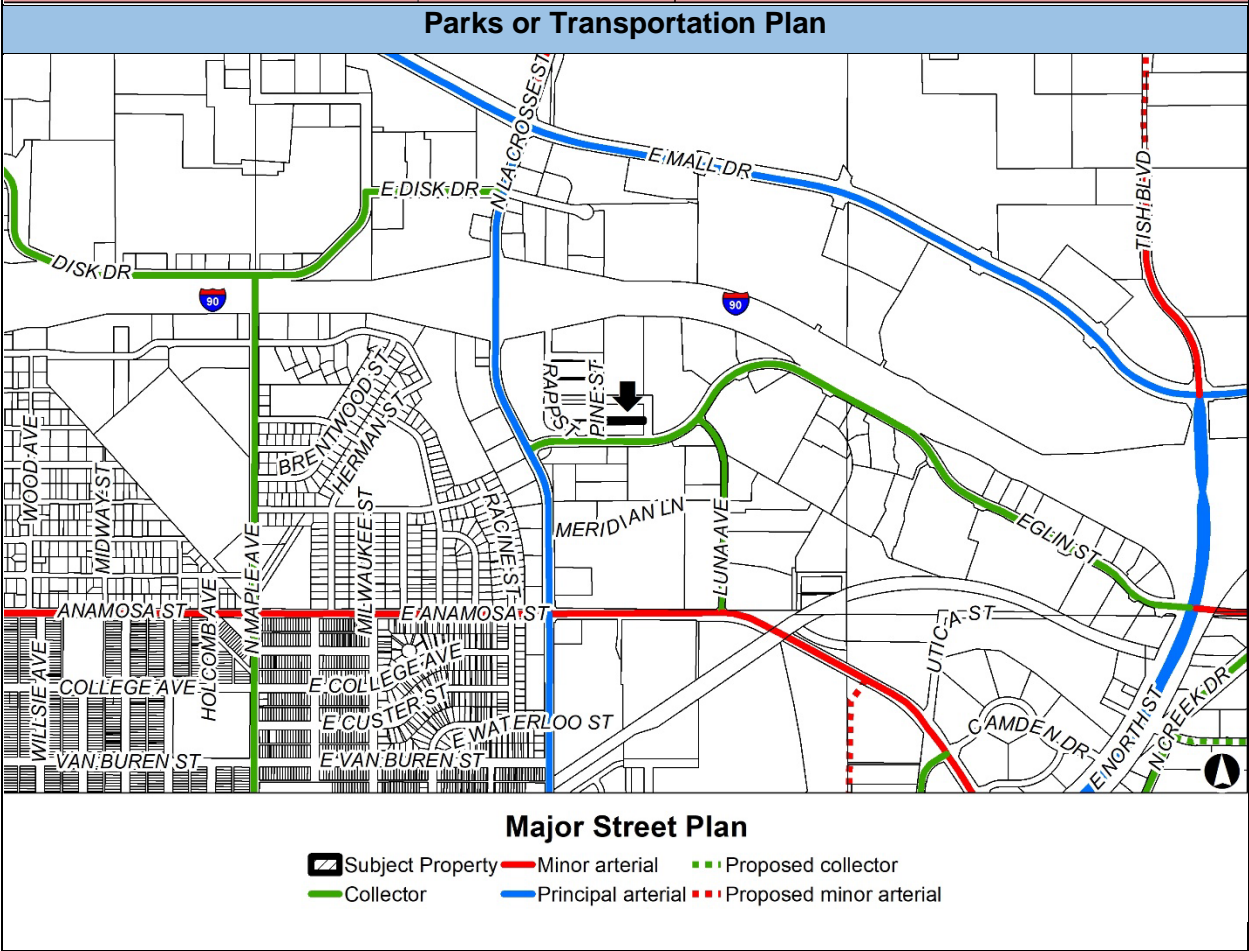 Parks or Transportation Plan
N LACROSSE ST
E MALL DR
TISH BLVD
E DISK DR
DISK DR
90
90
RAPP ST
PINE ST
BRENTWOOD ST
HERMAN ST
WOOD AVE
MIDWAY ST
MILWAUKEE ST
RACINE ST
MERIDIAN LN
LUNA AVE
EGLIN ST
N MAPLE AVE
HOLCOMB AVE
ANAMOSA ST
E ANAMOSA ST
UTICA ST
WILLSIE AVE
COLLEGE AVE
E COLLEGE AVE
E CUSTER ST
E WATERLOO ST
CAMDEN DR
VAN BUREN ST
E VAN BUREN ST
E NORTH ST
N CREEK DR
Major Street Plan
Subject Property Minor arterial Proposed collector
Collector Principal arterial Proposed minor arterial